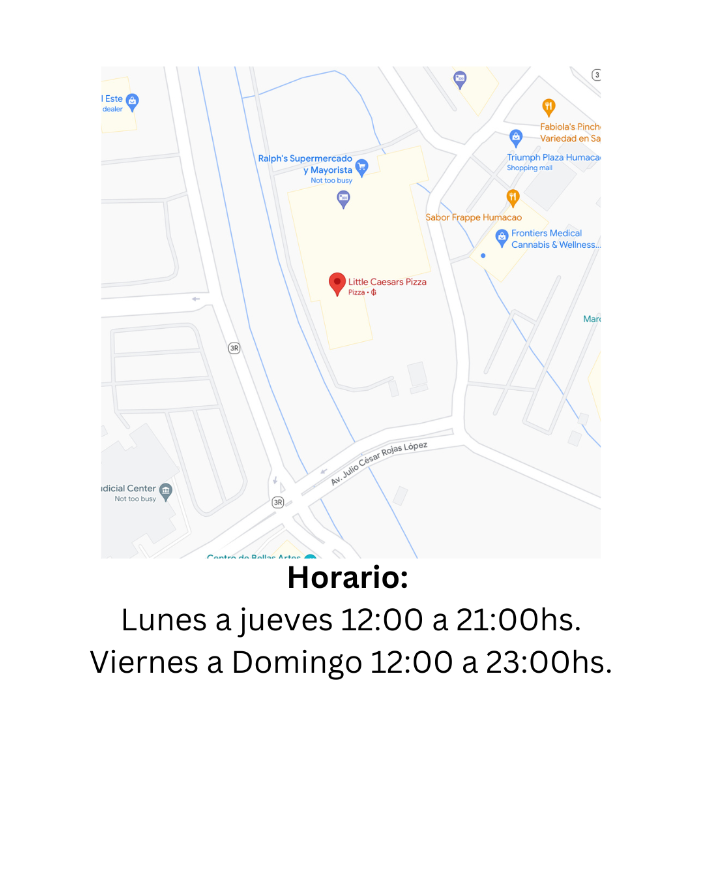 3
l Este
dealer
Fabiola's Pinch
Variedad en Sa
Ralph's Supermercado
y Mayorista
Not too busy
Triumph Plaza Humaca
Shopping mall
Sabor Frappe Humacao
Frontiers Medical
Cannabis & Wellness...
Little Caesars Pizza
Pizza • $
Marc
3R
Av. Julio César Rojas López
dicial Center
Not too busy
3R
Centro de Bellas Artes
Horario:
Lunes a jueves 12:00 a 21:00hs.
Viernes a Domingo 12:00 a 23:00hs.